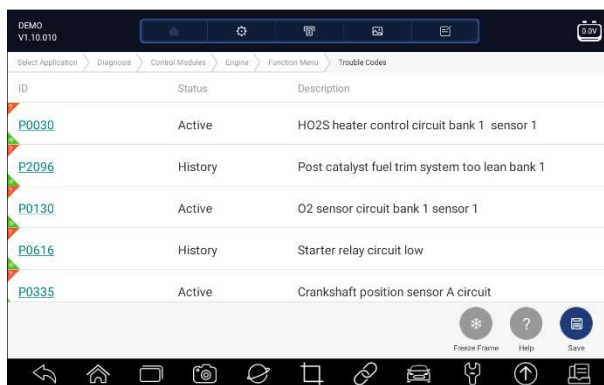 DEMO
V1.10.010
0.0V
Select Application Diagnosis Control Modules Engine Function Menu Trouble Codes
ID Status Description
P0030 Active HO2S heater control circuit bank 1 sensor 1
P2096 History Post catalyst fuel trim system too lean bank 1
P0130 Active O2 sensor circuit bank 1 sensor 1
P0616 History Starter relay circuit low
P0335 Active Crankshaft position sensor A circuit
?
Freeze Frame Help Save